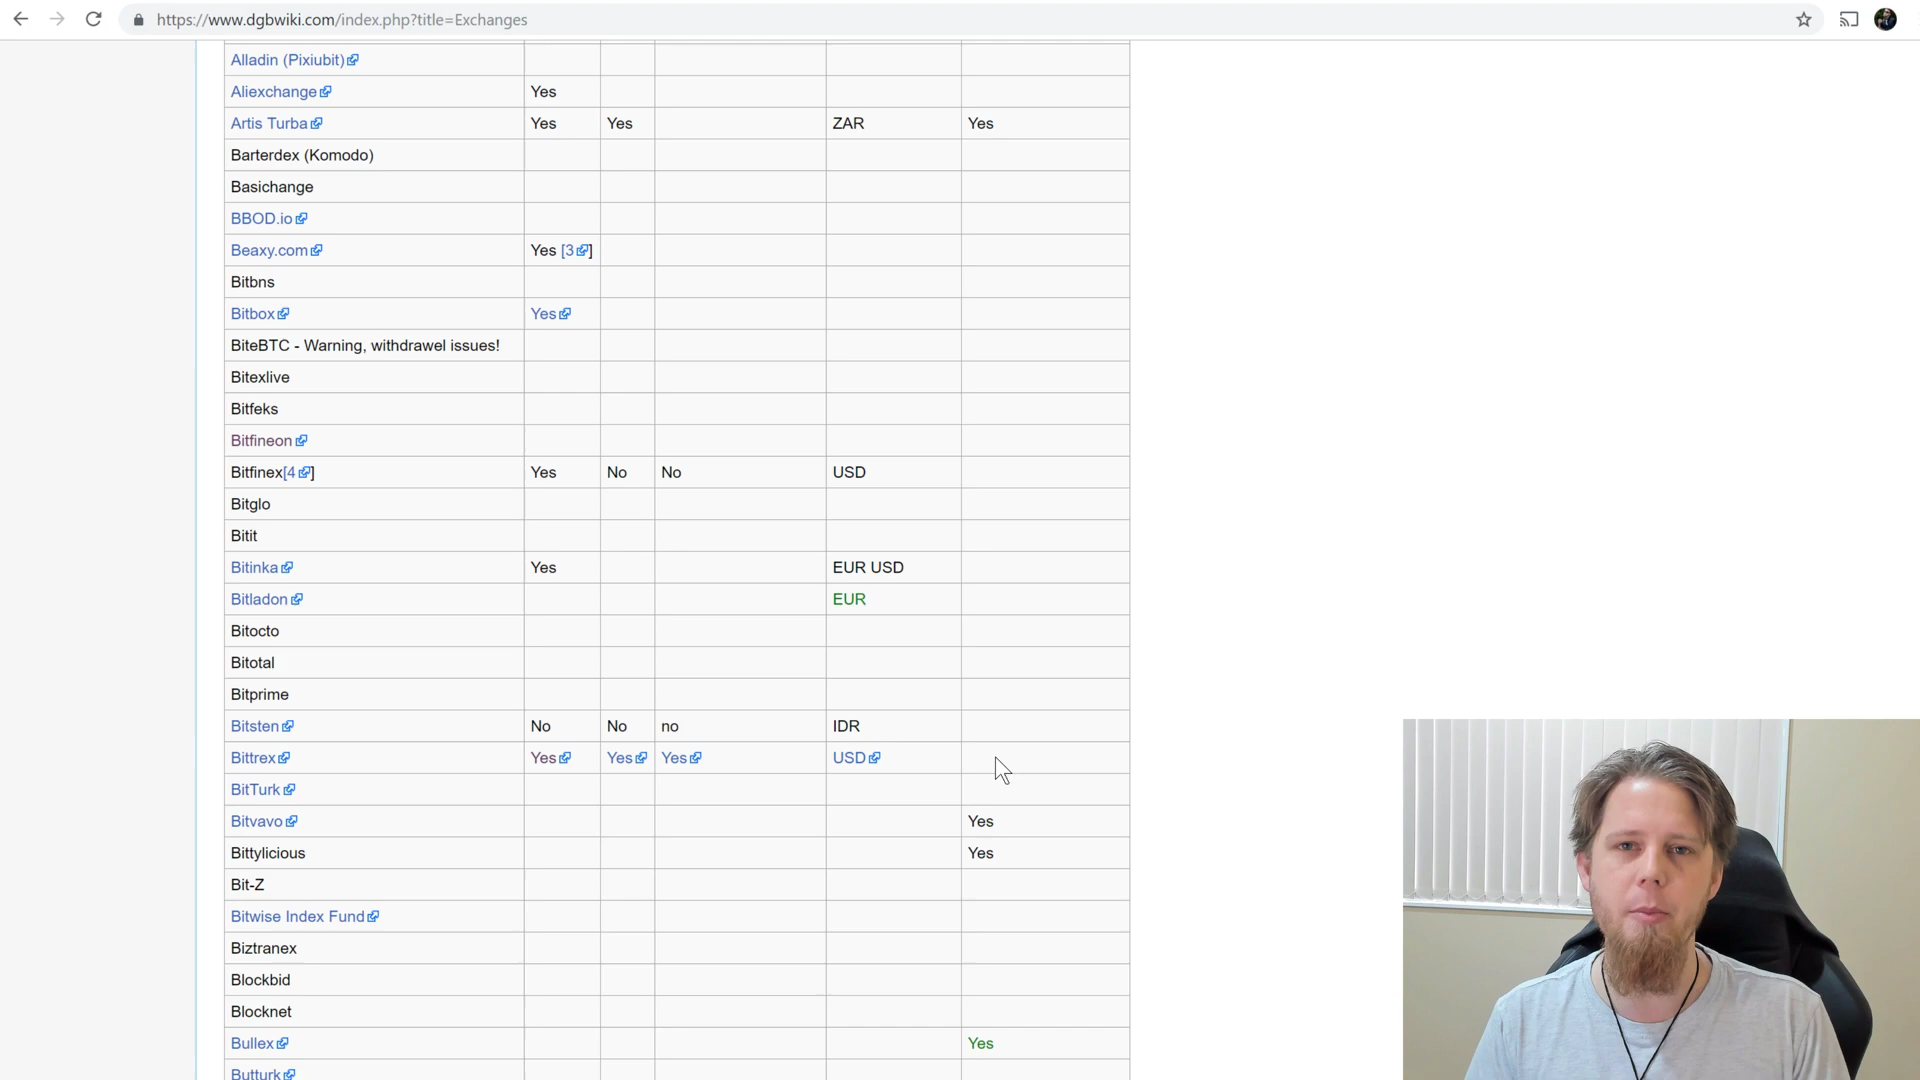 https://www.dgbwiki.com/index.php?title=Exchanges
Alladin (Pixiubit)
Aliexchange Yes
Artis Turba Yes Yes ZAR Yes
Barterdex (Komodo)
Basichange
BBOD.io
Beaxy.com Yes [3]
Bitbns
Bitbox Yes
BiteBTC - Warning, withdrawel issues!
Bitexlive
Bitfeks
Bitfineon
Bitfinex[4] Yes No No USD
Bitglo
Bitit
Bitinka Yes EUR USD
Bitladon EUR
Bitocto
Bitotal
Bitprime
Bitsten No No no IDR
Bittrex Yes Yes Yes USD
BitTurk
Bitvavo Yes
Bittylicious Yes
Bit-Z
Bitwise Index Fund
Biztranex
Blockbid
Blocknet
Bullex Yes
Butturk